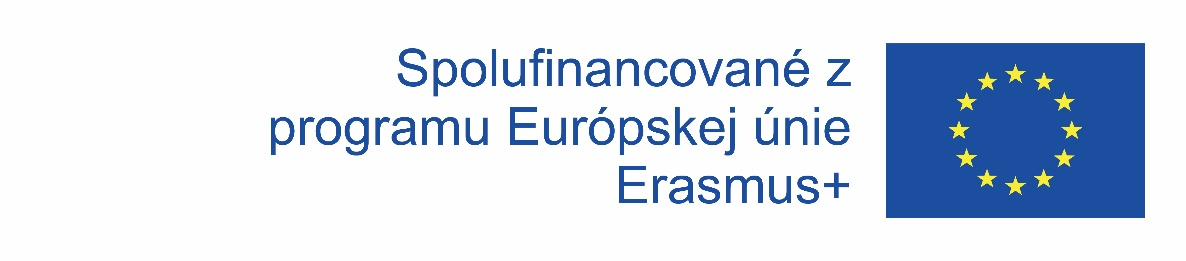 Spolufinancované z
programu Európskej únie
Erasmus+